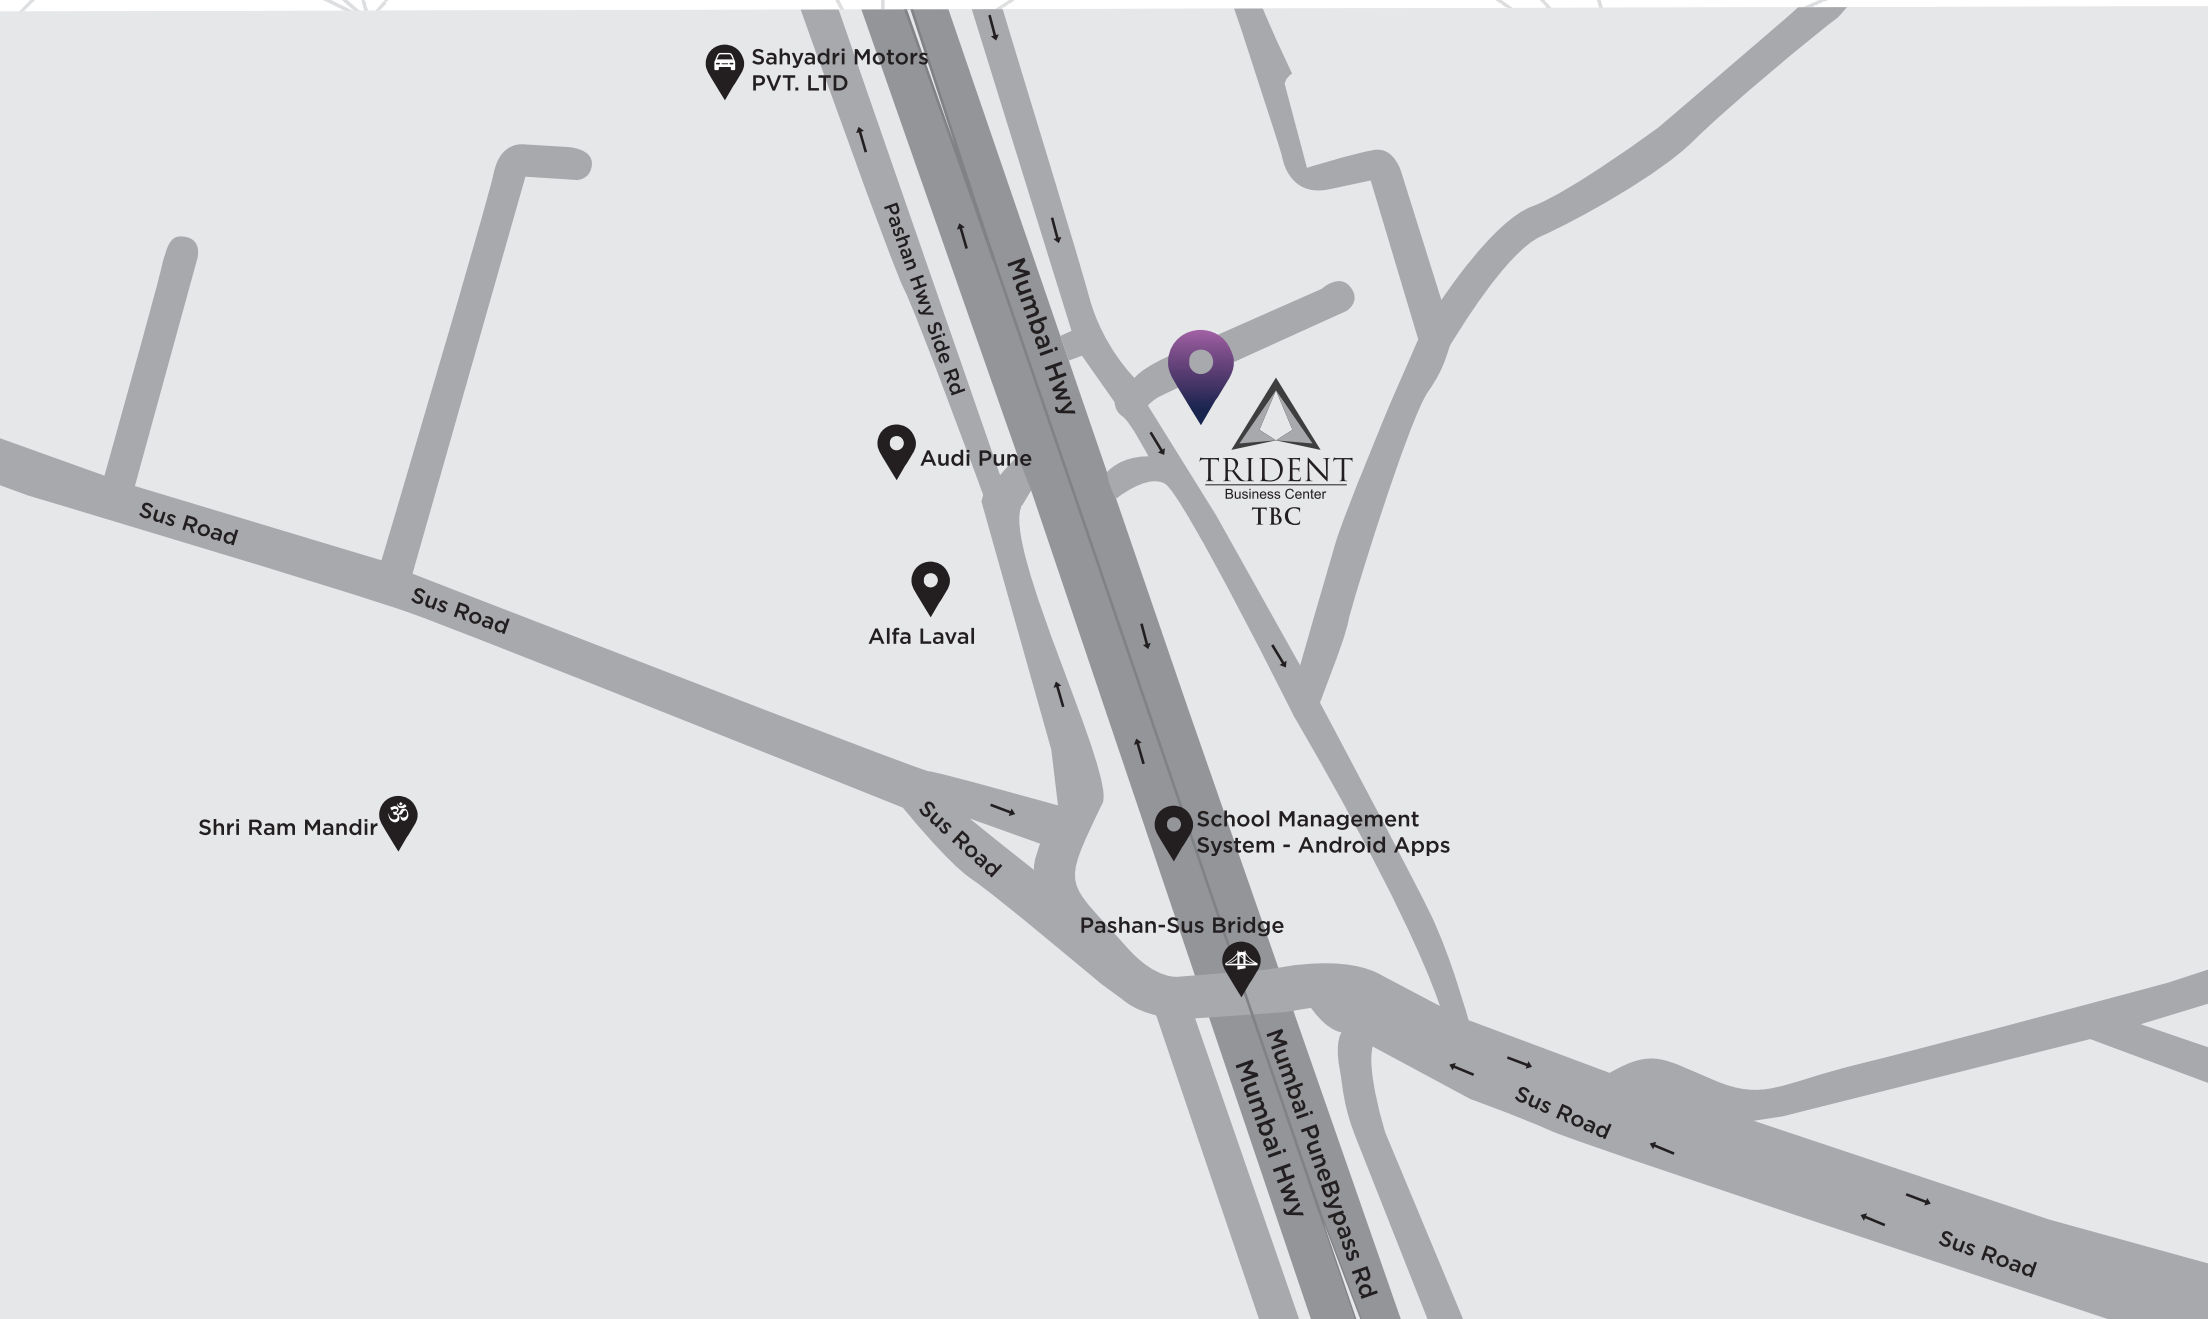 Sahyadri Motors
PVT. LTD
Pashan Hwy Side Rd
Mumbai Hwy
Audi Pune
TRIDENT
Business Center
TBC
Sus Road
Sus Road
Alfa Laval
Shri Ram Mandir
ॐ
Sus Road
School Management
System - Android Apps
Pashan-Sus Bridge
Mumbai PuneBypass Rd
Mumbai Hwy
Sus Road
Sus Road